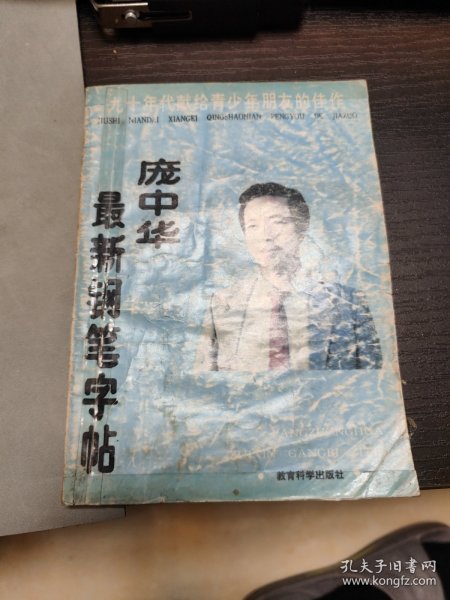 九十年代献给青少年朋友的佳作
JIUSHI NIANDAI XIANGEI QINGSHAONIAN PENGYOU DE JIAZUO
庞中华
最新钢笔字帖
教育科学出版社
孔夫子旧书网
www.kongfz.com